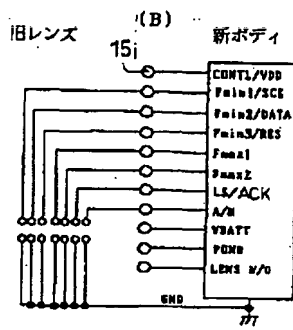 (B)
旧レンズ
新ボディ
15i
CONT1/VDD
Fmin1/SCK
Fmin2/DATA
Fmin3/RES
Fmax1
Fmax2
LS/ACK
A/M
VBATT
PGND
LENS W/O
GND